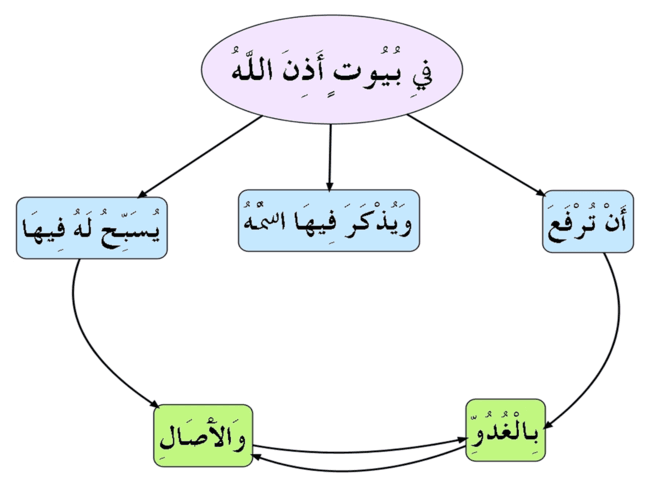 فِي بُيُوتٍ أَذِنَ اللَّهُ
أَنْ تُرْفَعَ
وَيُذْكَرَ فِيهَا اسْمُهُ
يُسَبِّحُ لَهُ فِيهَا
بِالْغُدُوِّ
وَالْآصَالِ